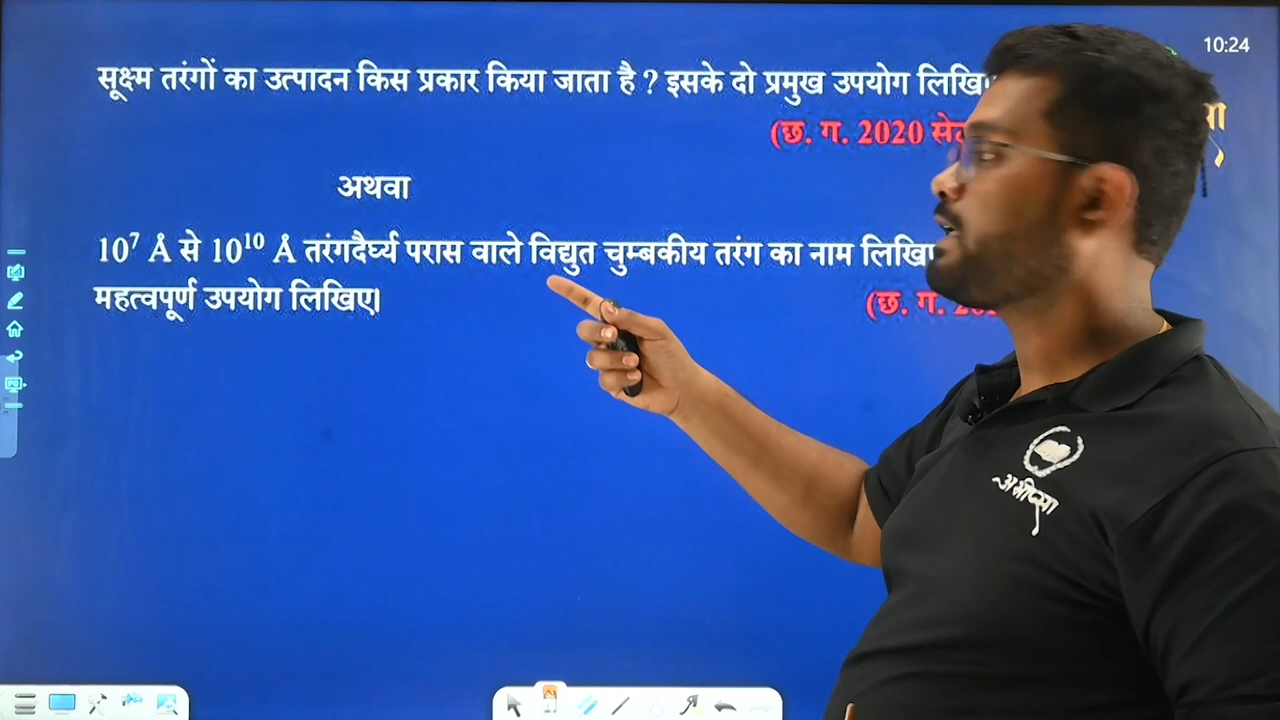 10:24
सूक्ष्म तरंगों का उत्पादन किस प्रकार किया जाता है ? इसके दो प्रमुख उपयोग
(छ. ग. 2020
अथवा
10⁷ Å से 10¹⁰ Å तरंगदैर्घ्य परास वाले विद्युत चुम्बकीय तरंग का नाम
महत्वपूर्ण उपयोग लिखिए।
(छ. ग.
अभीप्सा